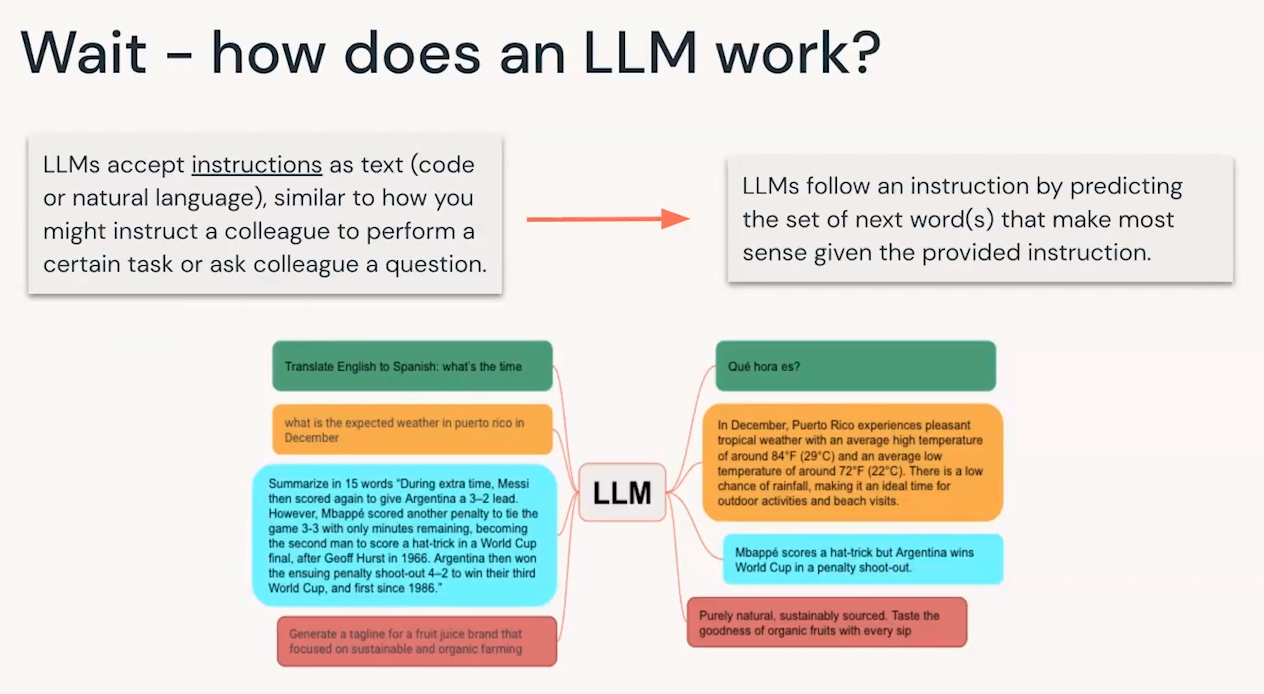 Wait – how does an LLM work?
LLMs accept instructions as text (code
or natural language), similar to how you
might instruct a colleague to perform a
certain task or ask colleague a question.
LLMs follow an instruction by predicting
the set of next word(s) that make most
sense given the provided instruction.
Translate English to Spanish: what's the time
what is the expected weather in puerto rico in
December
Summarize in 15 words “During extra time, Messi
then scored again to give Argentina a 3–2 lead.
However, Mbappé scored another penalty to tie the
game 3-3 with only minutes remaining, becoming
the second man to score a hat-trick in a World Cup
final, after Geoff Hurst in 1966. Argentina then won
the ensuing penalty shoot-out 4–2 to win their third
World Cup, and first since 1986.”
Generate a tagline for a fruit juice brand that
focused on sustainable and organic farming
LLM
Qué hora es?
In December, Puerto Rico experiences pleasant
tropical weather with an average high temperature
of around 84°F (29°C) and an average low
temperature of around 72°F (22°C). There is a low
chance of rainfall, making it an ideal time for
outdoor activities and beach visits.
Mbappé scores a hat-trick but Argentina wins
World Cup in a penalty shoot-out.
Purely natural, sustainably sourced. Taste the
goodness of organic fruits with every sip